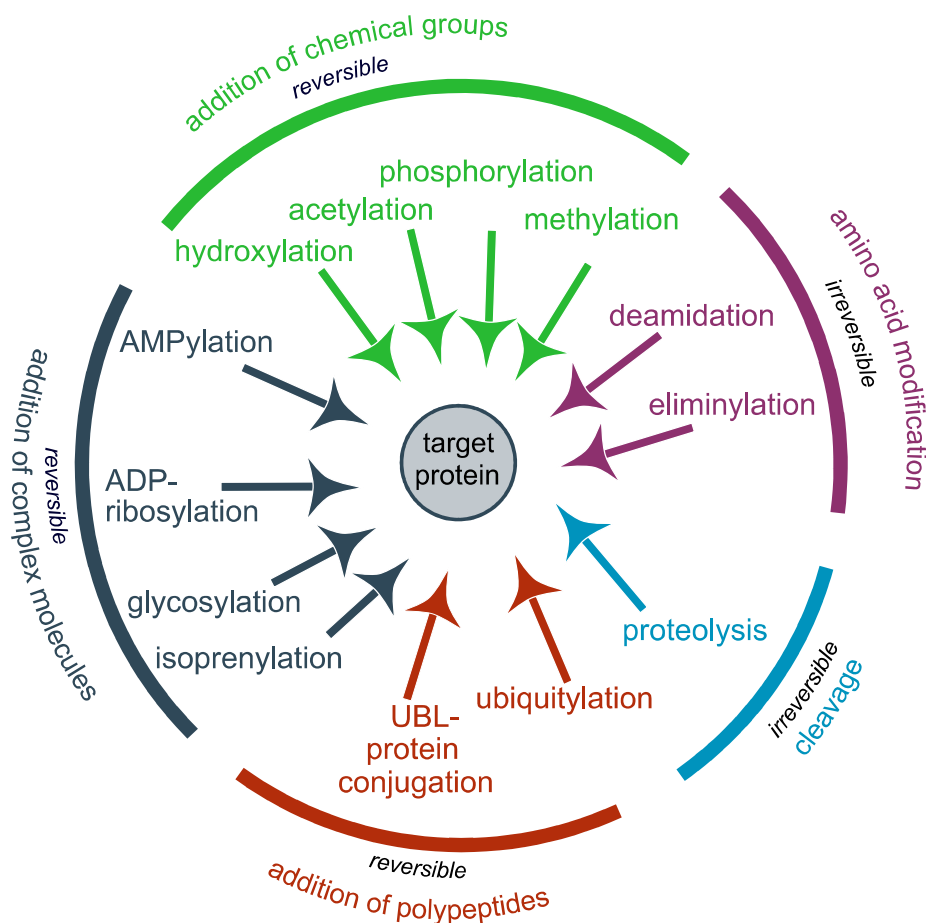 addition of chemical groups
reversible
phosphorylation
acetylation
methylation
hydroxylation
amino acid modification
irreversible
deamidation
eliminylation
AMPylation
addition of complex molecules
reversible
ADP-
ribosylation
glycosylation
isoprenylation
target
protein
proteolysis
irreversible
cleavage
ubiquitylation
UBL-
protein
conjugation
reversible
addition of polypeptides